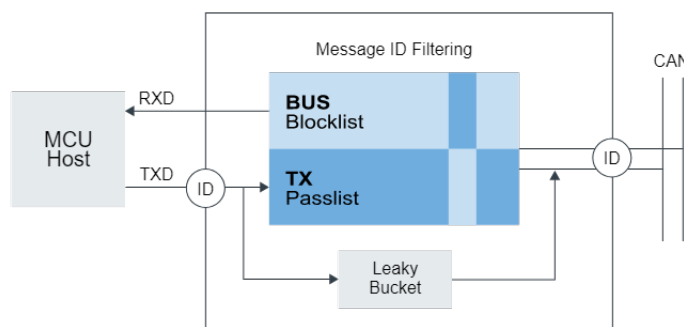 Message ID Filtering
CAN
RXD
BUS
Blocklist
MCU
Host
ID
TXD
ID
TX
Passlist
Leaky
Bucket